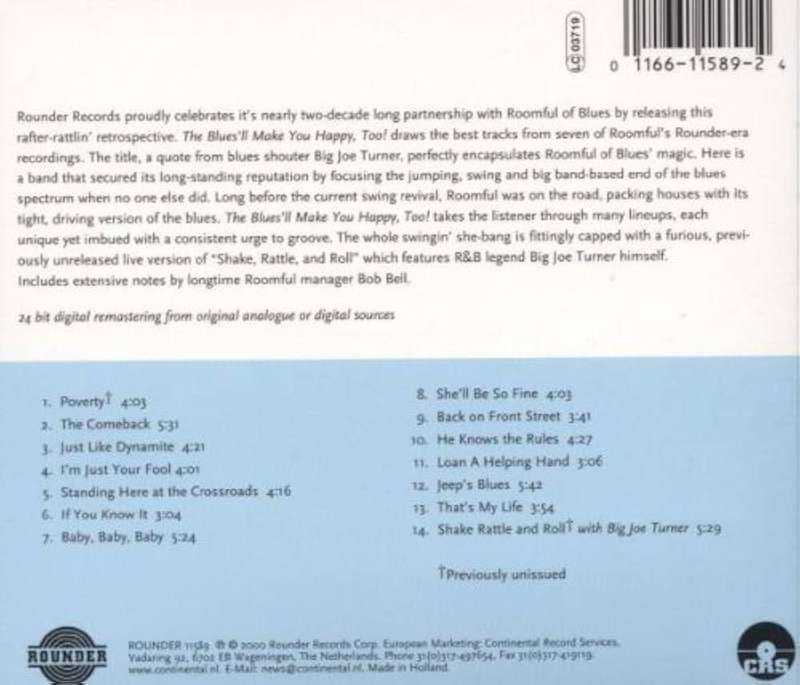 LC 03719
0 1166-11589-2 4
Rounder Records proudly celebrates it's nearly two-decade long partnership with Roomful of Blues by releasing this
rafter-rattlin' retrospective. The Blues'll Make You Happy, Too! draws the best tracks from seven of Roomful's Rounder-era
recordings. The title, a quote from blues shouter Big Joe Turner, perfectly encapsulates Roomful of Blues' magic. Here is
a band that secured its long-standing reputation by focusing the jumping, swing and big band-based end of the blues
spectrum when no one else did. Long before the current swing revival, Roomful was on the road, packing houses with its
tight, driving version of the blues. The Blues'll Make You Happy, Too! takes the listener through many lineups, each
unique yet imbued with a consistent urge to groove. The whole swingin' she-bang is fittingly capped with a furious, previ-
ously unreleased live version of "Shake, Rattle, and Roll" which features R&B legend Big Joe Turner himself.
Includes extensive notes by longtime Roomful manager Bob Bell.
24 bit digital remastering from original analogue or digital sources
1. Poverty† 4:03
2. The Comeback 5:31
3. Just Like Dynamite 4:21
4. I'm Just Your Fool 4:01
5. Standing Here at the Crossroads 4:16
6. If You Know It 3:04
7. Baby, Baby, Baby 5:24
8. She'll Be So Fine 4:03
9. Back on Front Street 3:41
10. He Knows the Rules 4:27
11. Loan A Helping Hand 3:06
12. Jeep's Blues 5:42
13. That's My Life 3:54
14. Shake Rattle and Roll† with Big Joe Turner 5:29
†Previously unissued
ROUNDER
ROUNDER 11589. ℗ © 2000 Rounder Records Corp. European Marketing: Continental Record Services,
Vadaring 92, 6702 EB Wageningen, The Netherlands. Phone 31(0)317-497654, Fax 31(0)317-419119.
www.continental.nl. E-Mail: news@continental.nl. Made in Holland.
CRS